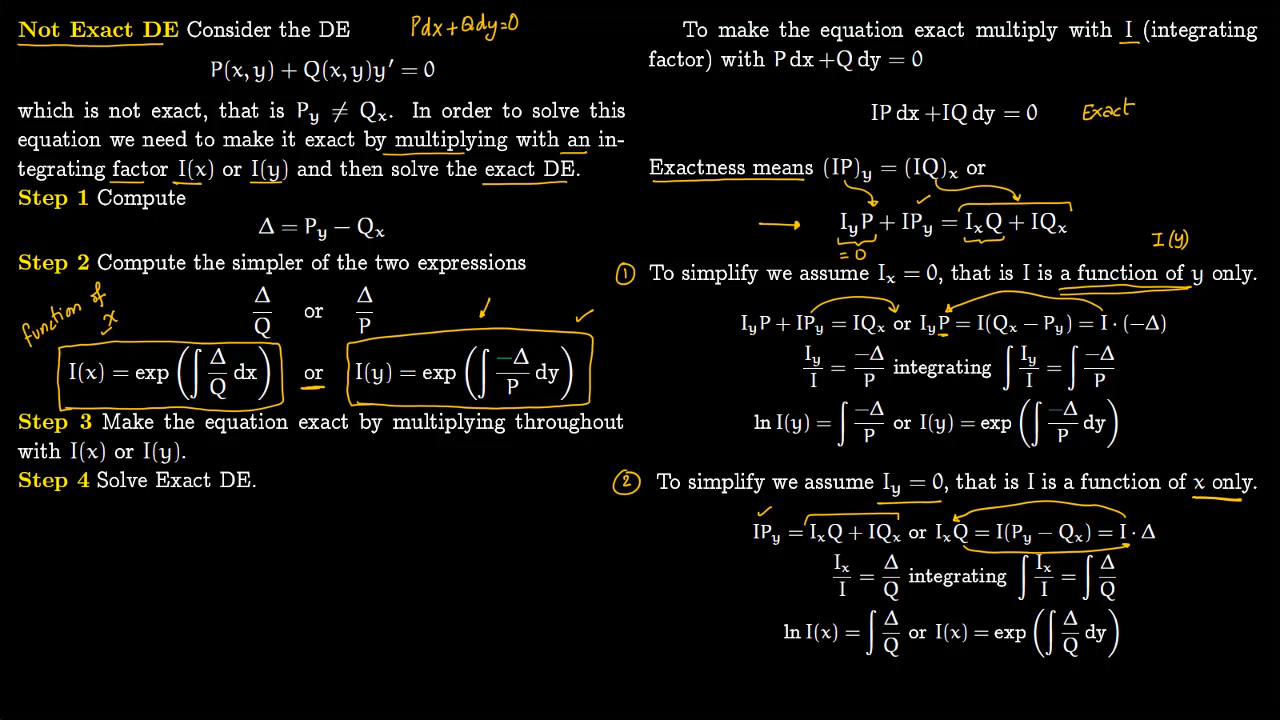 Not Exact DE Consider the DE
Pdx+Qdy=0
P(x,y) + Q(x,y)y′ = 0
which is not exact, that is P_y ≠ Q_x. In order to solve this
equation we need to make it exact by multiplying with an in-
tegrating factor I(x) or I(y) and then solve the exact DE.
Step 1 Compute
Δ = P_y − Q_x
Step 2 Compute the simpler of the two expressions
Δ/Q or Δ/P
function of x
I(x) = exp(∫ Δ/Q dx) or I(y) = exp(∫ −Δ/P dy)
Step 3 Make the equation exact by multiplying throughout
with I(x) or I(y).
Step 4 Solve Exact DE.
To make the equation exact multiply with I (integrating
factor) with P dx+Q dy = 0
IP dx+IQ dy = 0 Exact
Exactness means (IP)_y = (IQ)_x or
I_yP + IP_y = I_xQ + IQ_x
= 0
I(y)
① To simplify we assume I_x = 0, that is I is a function of y only.
I_yP + IP_y = IQ_x or I_yP = I(Q_x − P_y) = I · (−Δ)
I_y/I = −Δ/P integrating ∫ I_y/I = ∫ −Δ/P
ln I(y) = ∫ −Δ/P or I(y) = exp(∫ −Δ/P dy)
② To simplify we assume I_y = 0, that is I is a function of x only.
IP_y = I_xQ + IQ_x or I_xQ = I(P_y − Q_x) = I · Δ
I_x/I = Δ/Q integrating ∫ I_x/I = ∫ Δ/Q
ln I(x) = ∫ Δ/Q or I(x) = exp(∫ Δ/Q dy)